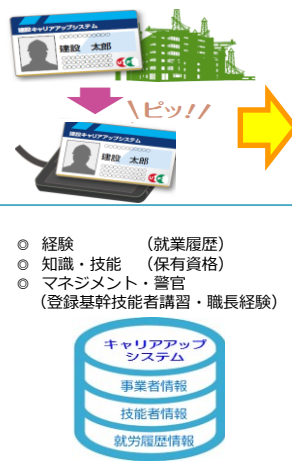 建設キャリアアップシステム
建設 太郎
ピッ!!
建設キャリアアップシステム
建設 太郎
◎ 経験 （就業履歴）
◎ 知識・技能 （保有資格）
◎ マネジメント・警官
（登録基幹技能者講習・職長経験）
キャリアアップ
システム
事業者情報
技能者情報
就労履歴情報